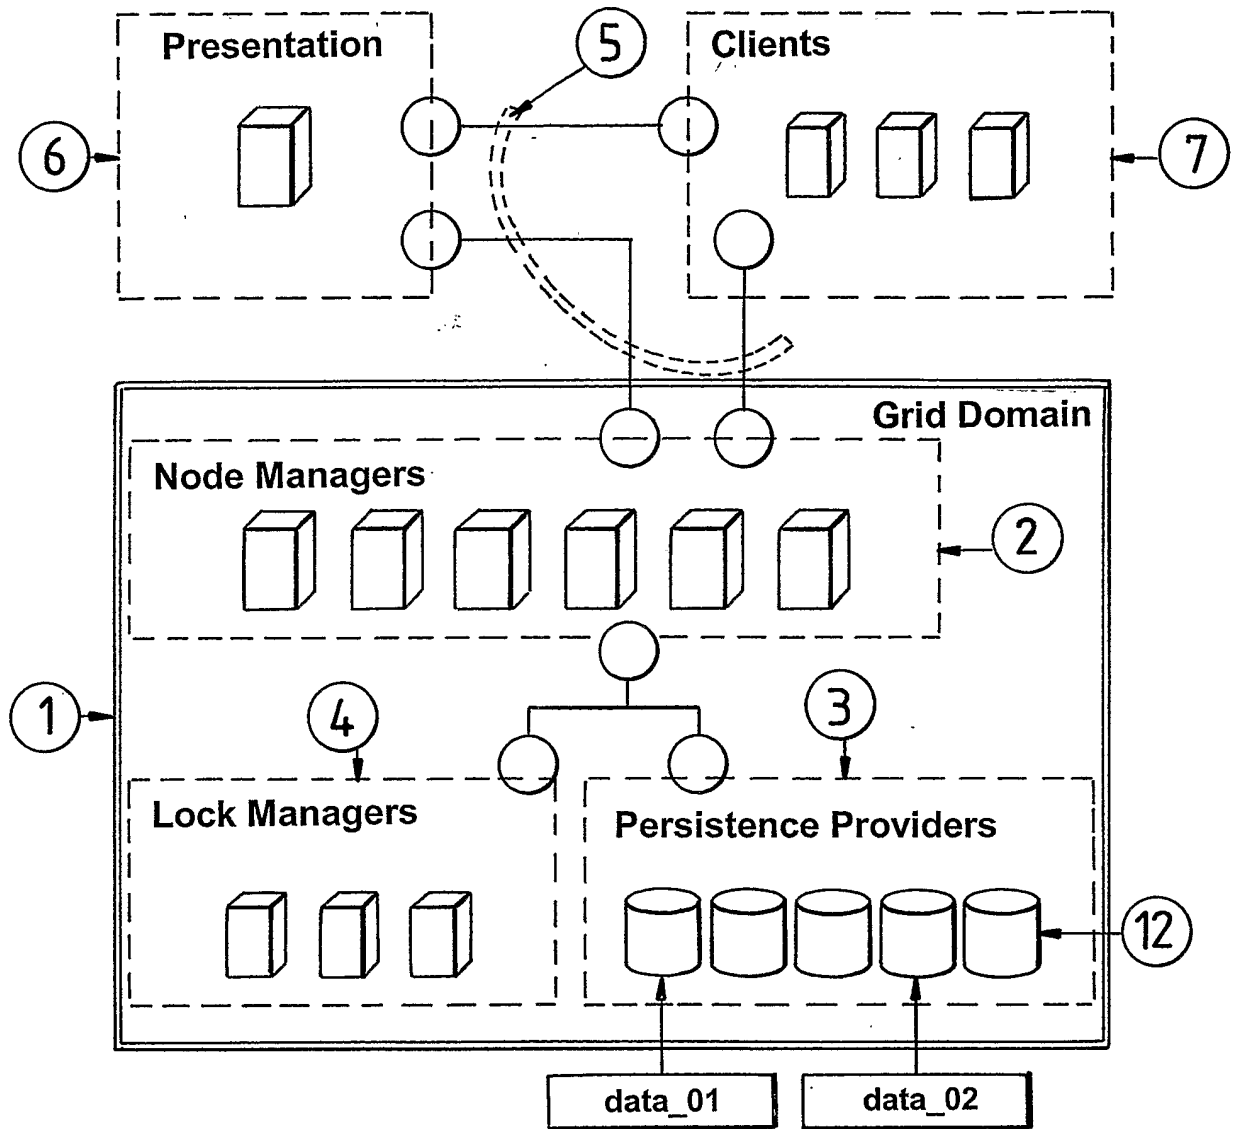 5
Presentation
Clients
6
7
Grid Domain
Node Managers
2
1
4
3
Lock Managers
Persistence Providers
12
data_01
data_02